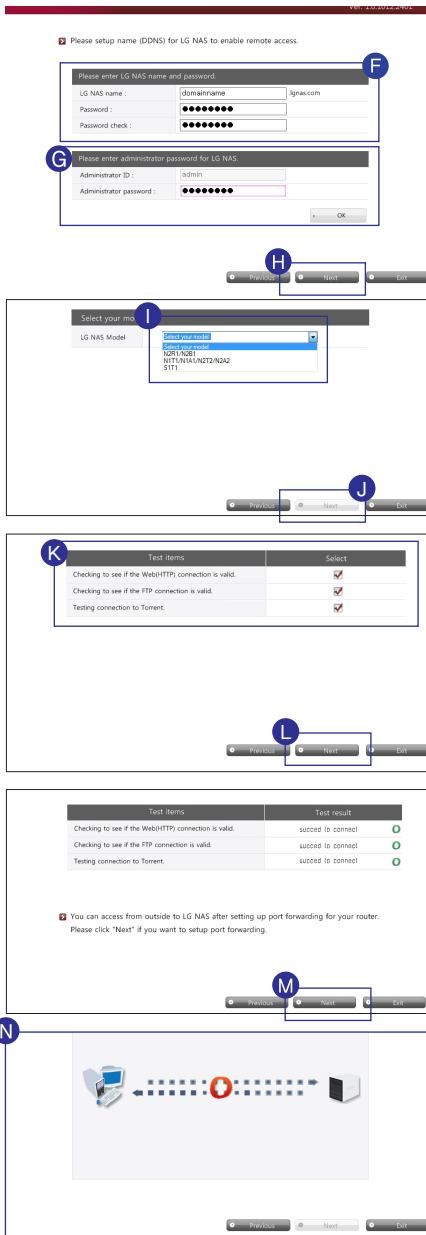 Ver. 1.0.1012.2401
Please setup name (DDNS) for LG NAS to enable remote access.
F
Please enter LG NAS name and password.
LG NAS name : domainname .lgnas.com
Password : ●●●●●●●●
Password check : ●●●●●●●●
G
Please enter administrator password for LG NAS.
Administrator ID : admin
Administrator password : ●●●●●●●●
OK
H
Previous Next Exit
Select your mo
I
LG NAS Model Select your model
Select your model
N2R1/N2B1
N1T1/N1A1/N2T2/N2A2
S1T1
J
Previous Next Exit
K
Test items Select
Checking to see if the Web(HTTP) connection is valid.
Checking to see if the FTP connection is valid.
Testing connection to Torrent.
L
Previous Next Exit
Test items Test result
Checking to see if the Web(HTTP) connection is valid. succed to connect
Checking to see if the FTP connection is valid. succed to connect
Testing connection to Torrent. succed to connect
You can access from outside to LG NAS after setting up port forwarding for your router.
Please click "Next" if you want to setup port forwarding.
M
Previous Next Exit
N
Previous Next Exit